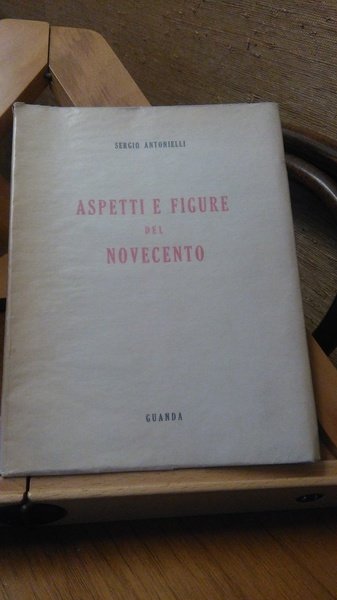 SERGIO ANTONIELLI
ASPETTI E FIGURE
DEL
NOVECENTO
GUANDA